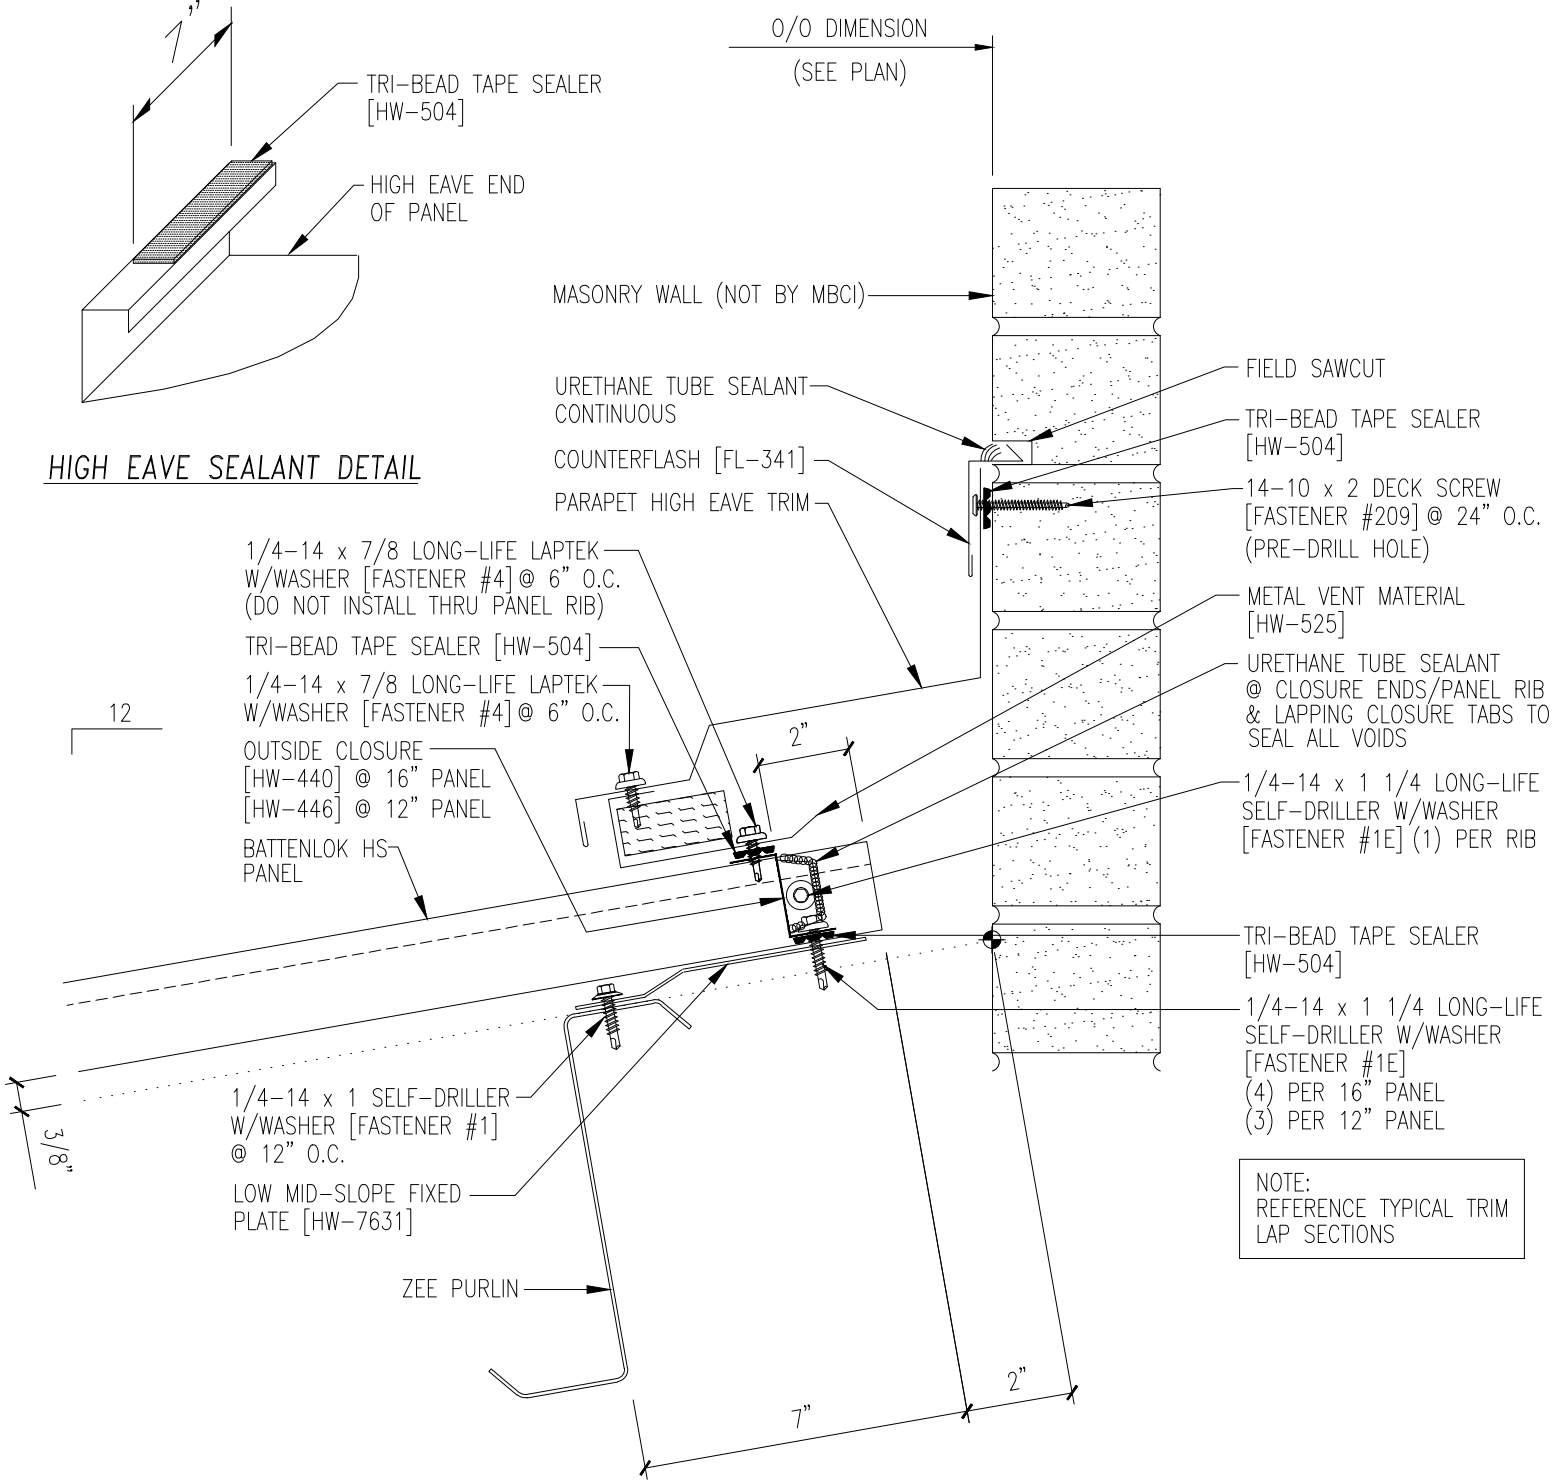 7"
TRI-BEAD TAPE SEALER
[HW-504]
HIGH EAVE END
OF PANEL
HIGH EAVE SEALANT DETAIL
O/O DIMENSION
(SEE PLAN)
MASONRY WALL (NOT BY MBCI)
URETHANE TUBE SEALANT
CONTINUOUS
COUNTERFLASH [FL-341]
PARAPET HIGH EAVE TRIM
1/4-14 x 7/8 LONG-LIFE LAPTEK
W/WASHER [FASTENER #4] @ 6" O.C.
(DO NOT INSTALL THRU PANEL RIB)
TRI-BEAD TAPE SEALER [HW-504]
1/4-14 x 7/8 LONG-LIFE LAPTEK
W/WASHER [FASTENER #4] @ 6" O.C.
12
OUTSIDE CLOSURE
[HW-440] @ 16" PANEL
[HW-446] @ 12" PANEL
BATTENLOK HS
PANEL
2"
FIELD SAWCUT
TRI-BEAD TAPE SEALER
[HW-504]
14-10 x 2 DECK SCREW
[FASTENER #209] @ 24" O.C.
(PRE-DRILL HOLE)
METAL VENT MATERIAL
[HW-525]
URETHANE TUBE SEALANT
@ CLOSURE ENDS/PANEL RIB
& LAPPING CLOSURE TABS TO
SEAL ALL VOIDS
1/4-14 x 1 1/4 LONG-LIFE
SELF-DRILLER W/WASHER
[FASTENER #1E] (1) PER RIB
TRI-BEAD TAPE SEALER
[HW-504]
1/4-14 x 1 1/4 LONG-LIFE
SELF-DRILLER W/WASHER
[FASTENER #1E]
(4) PER 16" PANEL
(3) PER 12" PANEL
3/8"
1/4-14 x 1 SELF-DRILLER
W/WASHER [FASTENER #1]
@ 12" O.C.
LOW MID-SLOPE FIXED
PLATE [HW-7631]
ZEE PURLIN
7"
2"
NOTE:
REFERENCE TYPICAL TRIM
LAP SECTIONS